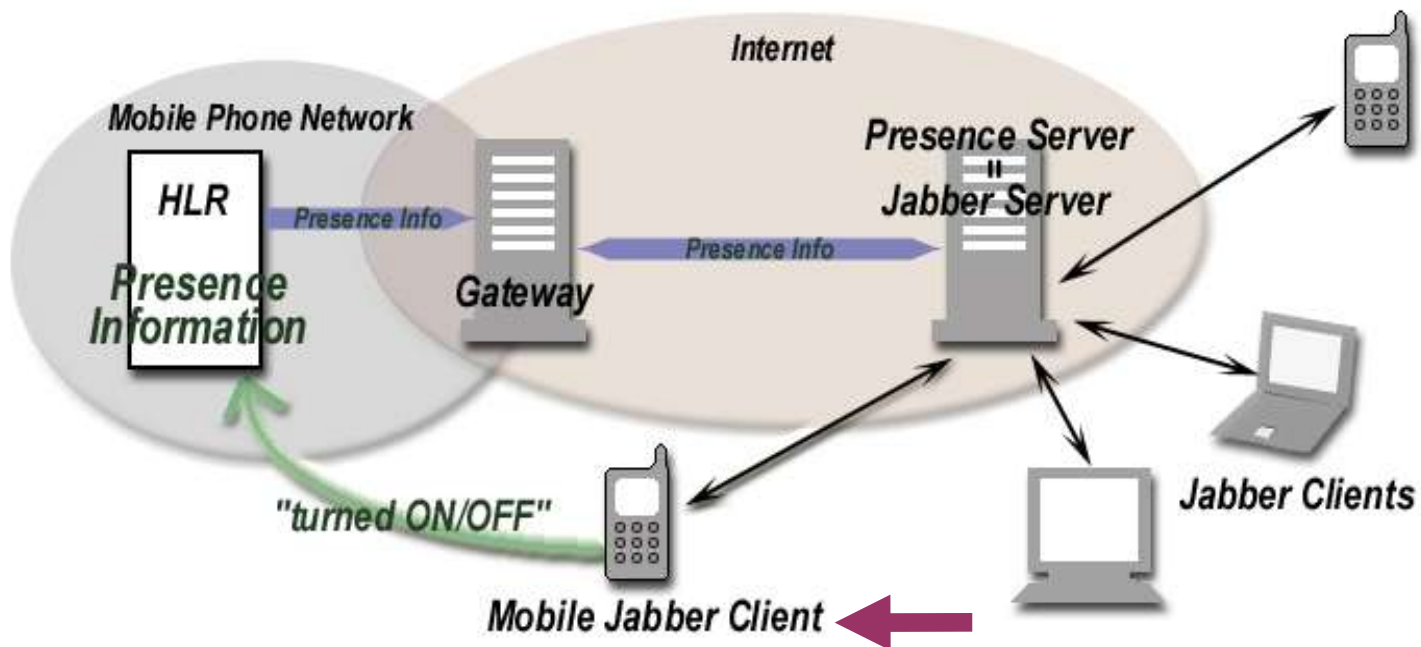 Internet
Mobile Phone Network
Presence Server
=
Jabber Server
HLR
Presence Info
Presence Info
Presence
Information
Gateway
"turned ON/OFF"
Jabber Clients
Mobile Jabber Client